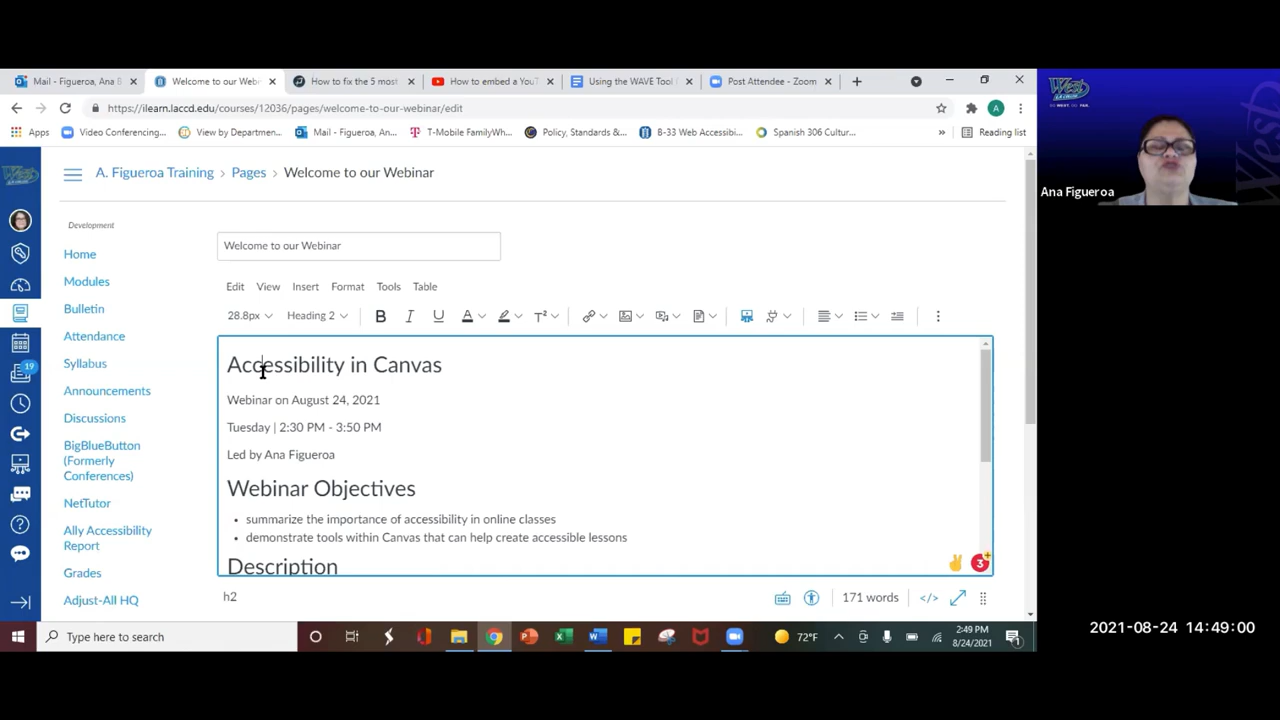 Mail - Figueroa, Ana B
Welcome to our Web
How to fix the 5 most
How to embed a YouT
Using the WAVE Tool
Post Attendee - Zoom
https://ilearn.laccd.edu/courses/12036/pages/welcome-to-our-webinar/edit
A
Apps
Video Conferencing...
View by Departmen...
Mail - Figueroa, An...
T-Mobile FamilyWh...
Policy, Standards &...
B-33 Web Accessibi...
Spanish 306 Cultur...
»
Reading list
A. Figueroa Training > Pages > Welcome to our Webinar
Development
Home
Modules
Bulletin
Attendance
Syllabus
Announcements
Discussions
BigBlueButton
(Formerly
Conferences)
NetTutor
Ally Accessibility
Report
Grades
Adjust-All HQ
19
Welcome to our Webinar
Edit View Insert Format Tools Table
28.8px Heading 2 B I U A T²
Accessibility in Canvas
Webinar on August 24, 2021
Tuesday | 2:30 PM - 3:50 PM
Led by Ana Figueroa
Webinar Objectives
summarize the importance of accessibility in online classes
demonstrate tools within Canvas that can help create accessible lessons
Description
3+
h2
171 words
</>
Type here to search
72°F
2:49 PM
8/24/2021
1
West
Ana Figueroa
2021-08-24 14:49:00